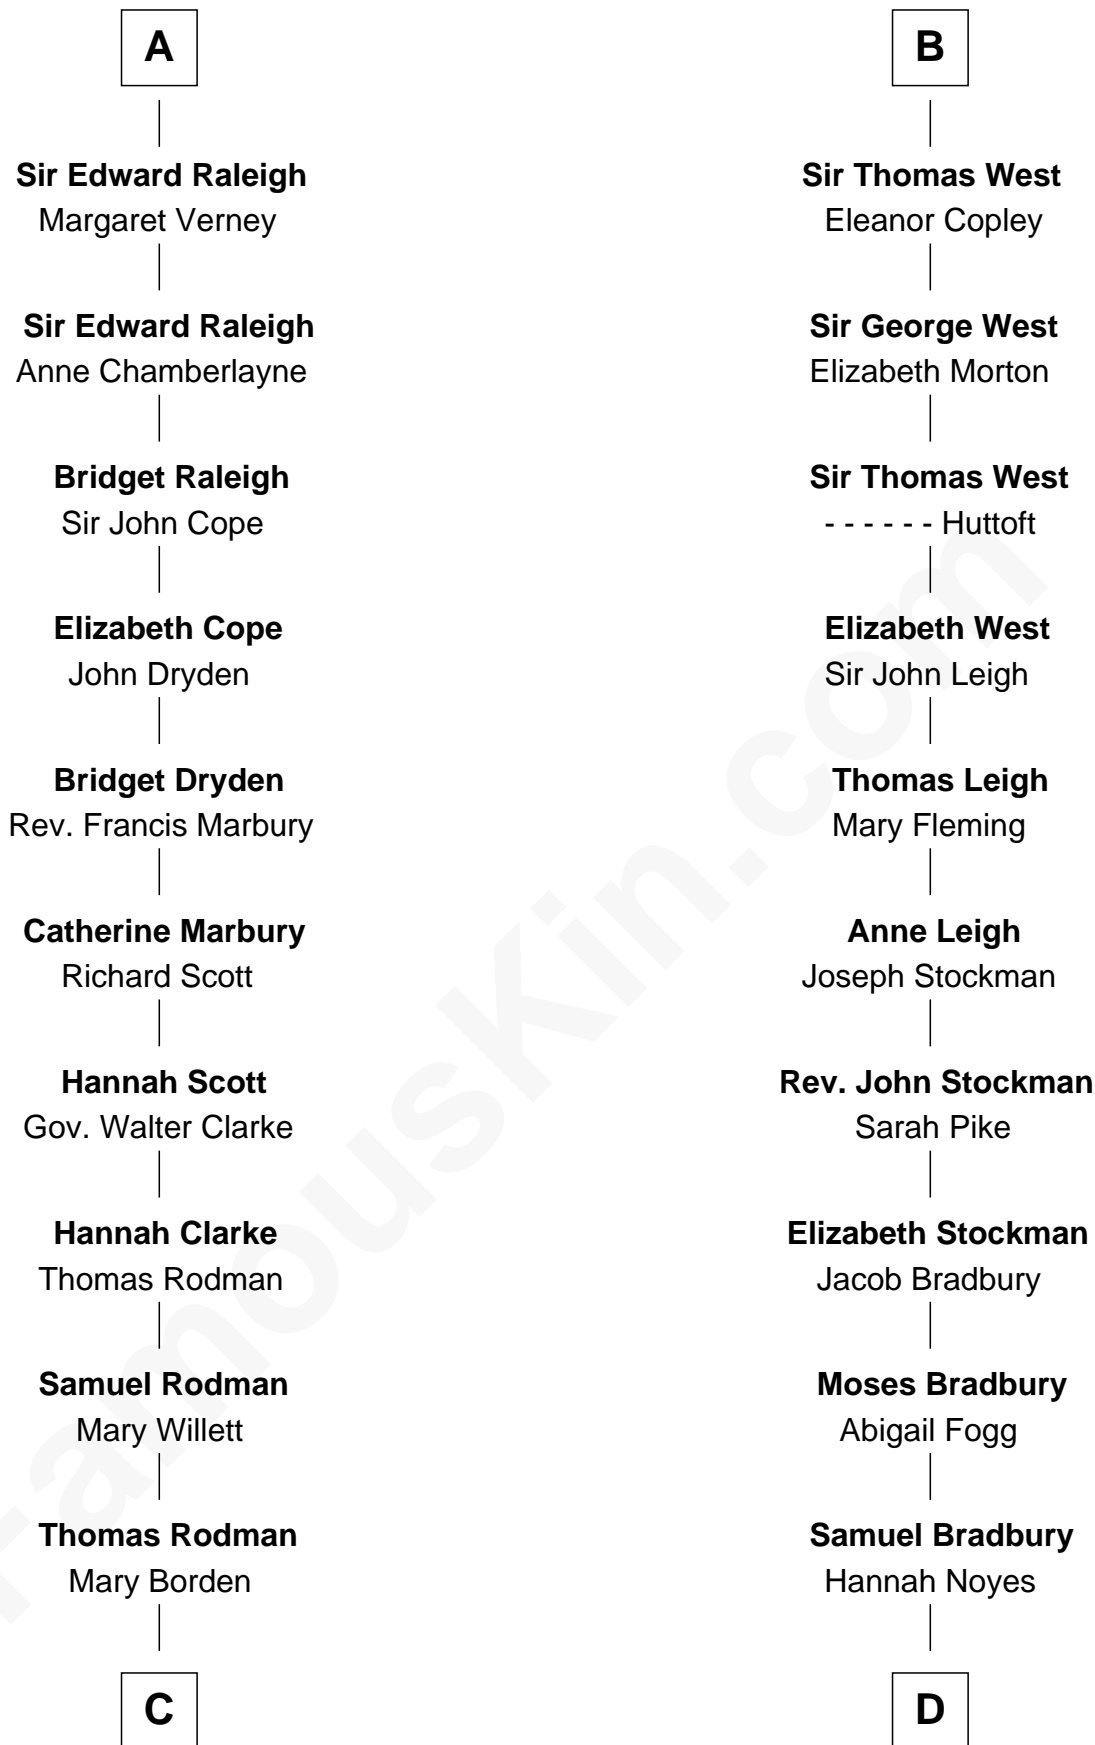 A
Sir Edward Raleigh
Margaret Verney
Sir Edward Raleigh
Anne Chamberlayne
Bridget Raleigh
Sir John Cope
Elizabeth Cope
John Dryden
Bridget Dryden
Rev. Francis Marbury
Catherine Marbury
Richard Scott
Hannah Scott
Gov. Walter Clarke
Hannah Clarke
Thomas Rodman
Samuel Rodman
Mary Willett
Thomas Rodman
Mary Borden
C
B
Sir Thomas West
Eleanor Copley
Sir George West
Elizabeth Morton
Sir Thomas West
- - - - - - Huttoft
Elizabeth West
Sir John Leigh
Thomas Leigh
Mary Fleming
Anne Leigh
Joseph Stockman
Rev. John Stockman
Sarah Pike
Elizabeth Stockman
Jacob Bradbury
Moses Bradbury
Abigail Fogg
Samuel Bradbury
Hannah Noyes
D
FamousKin.com